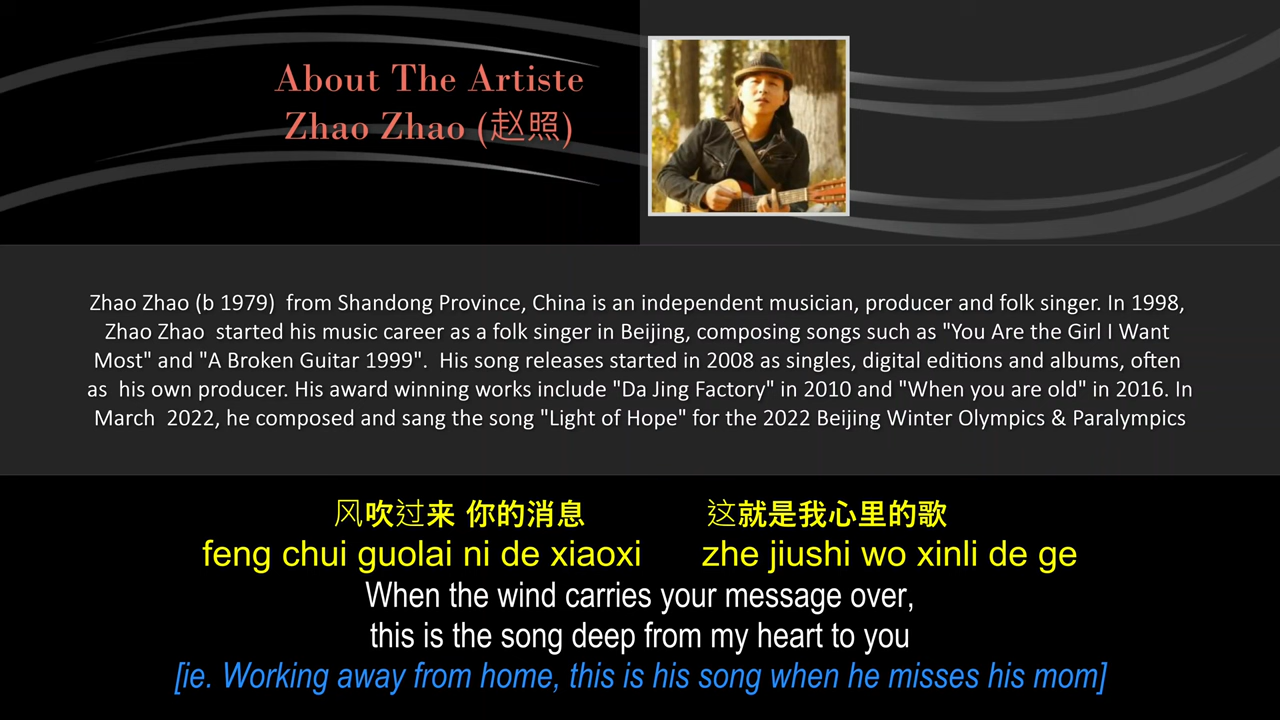 About The Artiste
Zhao Zhao (赵照)
Zhao Zhao (b 1979) from Shandong Province, China is an independent musician, producer and folk singer. In 1998,
Zhao Zhao started his music career as a folk singer in Beijing, composing songs such as "You Are the Girl I Want
Most" and "A Broken Guitar 1999". His song releases started in 2008 as singles, digital editions and albums, often
as his own producer. His award winning works include "Da Jing Factory" in 2010 and "When you are old" in 2016. In
March 2022, he composed and sang the song "Light of Hope" for the 2022 Beijing Winter Olympics & Paralympics
风吹过来 你的消息 这就是我心里的歌
feng chui guolai ni de xiaoxi zhe jiushi wo xinli de ge
When the wind carries your message over,
this is the song deep from my heart to you
[ie. Working away from home, this is his song when he misses his mom]